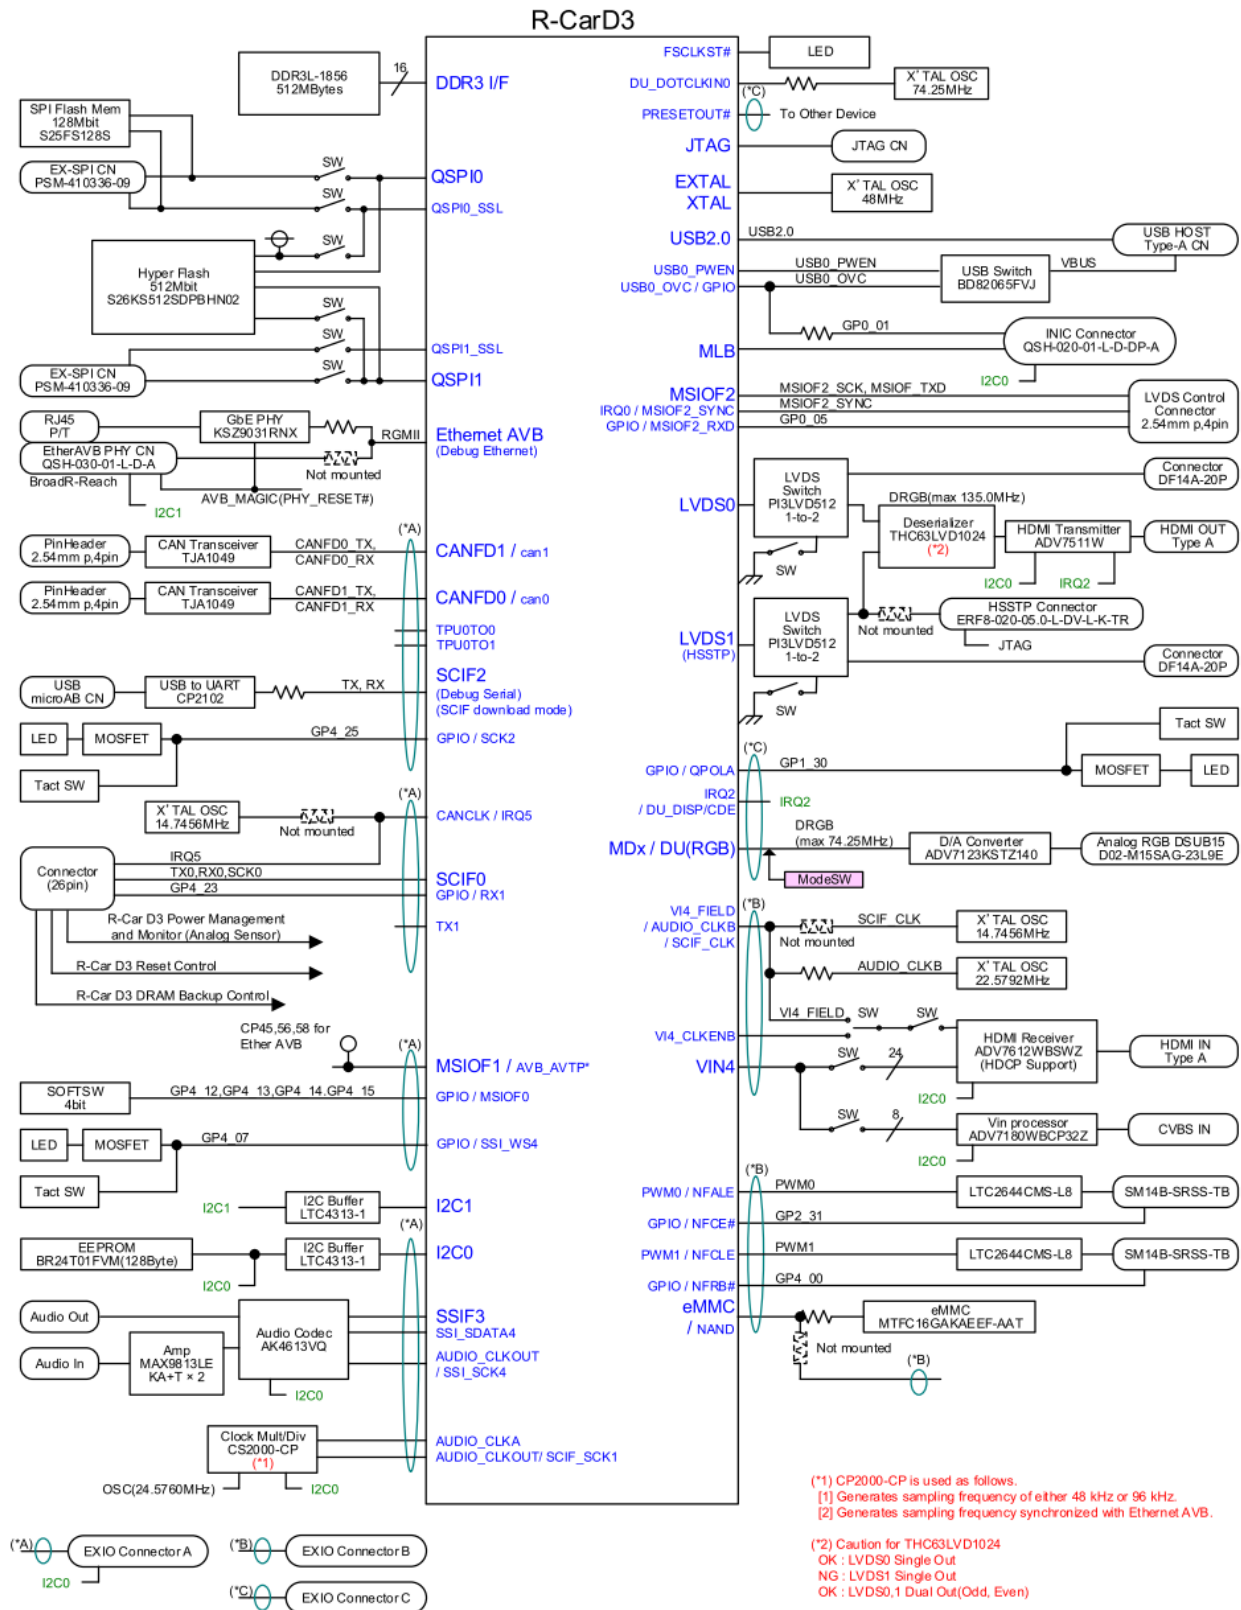 R-CarD3
DDR3L-1856
512MBytes
16
DDR3 I/F
SPI Flash Mem
128Mbit
S25FS128S
EX-SPI CN
PSM-410336-09
SW
QSPI0
SW
QSPI0_SSL
SW
Hyper Flash
512Mbit
S26KS512SDPBHN02
SW
SW
QSPI1_SSL
EX-SPI CN
PSM-410336-09
SW
QSPI1
RJ45
P/T
GbE PHY
KSZ9031RNX
RGMII
Ethernet AVB
(Debug Ethernet)
EtherAVB PHY CN
QSH-030-01-L-D-A
Not mounted
BroadR-Reach
AVB_MAGIC(PHY_RESET#)
I2C1
(*A)
PinHeader
2.54mm p,4pin
CAN Transceiver
TJA1049
CANFD0_TX,
CANFD0_RX
CANFD1 / can1
PinHeader
2.54mm p,4pin
CAN Transceiver
TJA1049
CANFD1_TX,
CANFD1_RX
CANFD0 / can0
TPU0TO0
TPU0TO1
USB
microAB CN
USB to UART
CP2102
TX, RX
SCIF2
(Debug Serial)
(SCIF download mode)
LED
MOSFET
GP4_25
GPIO / SCK2
Tact SW
(*A)
X' TAL OSC
14.7456MHz
Not mounted
CANCLK / IRQ5
Connector
(26pin)
IRQ5
TX0,RX0,SCK0
GP4_23
SCIF0
GPIO / RX1
R-Car D3 Power Management
and Monitor (Analog Sensor)
TX1
R-Car D3 Reset Control
R-Car D3 DRAM Backup Control
CP45,56,58 for
Ether AVB
(*A)
MSIOF1 / AVB_AVTP*
SOFTSW
4bit
GP4_12,GP4_13,GP4_14.GP4_15
GPIO / MSIOF0
LED
MOSFET
GP4_07
GPIO / SSI_WS4
Tact SW
I2C1
I2C Buffer
LTC4313-1
I2C1
(*A)
EEPROM
BR24T01FVM(128Byte)
I2C Buffer
LTC4313-1
I2C0
I2C0
Audio Out
Audio Codec
AK4613VQ
SSIF3
SSI_SDATA4
Audio In
Amp
MAX9813LE
KA+T × 2
AUDIO_CLKOUT
/ SSI_SCK4
I2C0
Clock Mult/Div
CS2000-CP
(*1)
AUDIO_CLKA
AUDIO_CLKOUT/ SCIF_SCK1
OSC(24.5760MHz)
I2C0
(*A)
EXIO Connector A
I2C0
(*B)
EXIO Connector B
(*C)
EXIO Connector C
FSCLKST#
LED
DU_DOTCLKIN0
X' TAL OSC
74.25MHz
(*C)
PRESETOUT#
To Other Device
JTAG
JTAG CN
EXTAL
XTAL
X' TAL OSC
48MHz
USB2.0
USB2.0
USB HOST
Type-A CN
USB0_PWEN
USB0_PWEN
USB0_OVC / GPIO
USB0_OVC
USB Switch
BD82065FVJ
VBUS
GP0_01
MLB
INIC Connector
QSH-020-01-L-D-DP-A
I2C0
MSIOF2
MSIOF2_SCK, MSIOF_TXD
IRQ0 / MSIOF2_SYNC
MSIOF2_SYNC
GPIO / MSIOF2_RXD
GP0_05
LVDS Control
Connector
2.54mm p,4pin
LVDS0
LVDS
Switch
PI3LVD512
1-to-2
Connector
DF14A-20P
DRGB(max 135.0MHz)
Deserializer
THC63LVD1024
(*2)
HDMI Transmitter
ADV7511W
HDMI OUT
Type A
SW
I2C0
IRQ2
LVDS1
(HSSTP)
LVDS
Switch
PI3LVD512
1-to-2
Not mounted
HSSTP Connector
ERF8-020-05.0-L-DV-L-K-TR
JTAG
Connector
DF14A-20P
SW
Tact SW
(*C)
GPIO / QPOLA
GP1_30
MOSFET
LED
IRQ2
/ DU_DISP/CDE
IRQ2
MDx / DU(RGB)
DRGB
(max 74.25MHz)
D/A Converter
ADV7123KSTZ140
Analog RGB DSUB15
D02-M15SAG-23L9E
ModeSW
(*B)
VI4_FIELD
/ AUDIO_CLKB
/ SCIF_CLK
SCIF_CLK
Not mounted
X' TAL OSC
14.7456MHz
AUDIO_CLKB
X' TAL OSC
22.5792MHz
VI4_FIELD
SW
SW
VI4_CLKENB
HDMI Receiver
ADV7612WBSWZ
(HDCP Support)
HDMI IN
Type A
VIN4
SW
24
I2C0
SW
8
Vin processor
ADV7180WBCP32Z
CVBS IN
I2C0
(*B)
PWM0 / NFALE
PWM0
LTC2644CMS-L8
SM14B-SRSS-TB
GPIO / NFCE#
GP2_31
PWM1 / NFCLE
PWM1
LTC2644CMS-L8
SM14B-SRSS-TB
GPIO / NFRB#
GP4_00
eMMC
/ NAND
eMMC
MTFC16GAKAEEF-AAT
Not mounted
(*B)
(*1) CP2000-CP is used as follows.
[1] Generates sampling frequency of either 48 kHz or 96 kHz.
[2] Generates sampling frequency synchronized with Ethernet AVB.
(*2) Caution for THC63LVD1024
OK : LVDS0 Single Out
NG : LVDS1 Single Out
OK : LVDS0,1 Dual Out(Odd, Even)